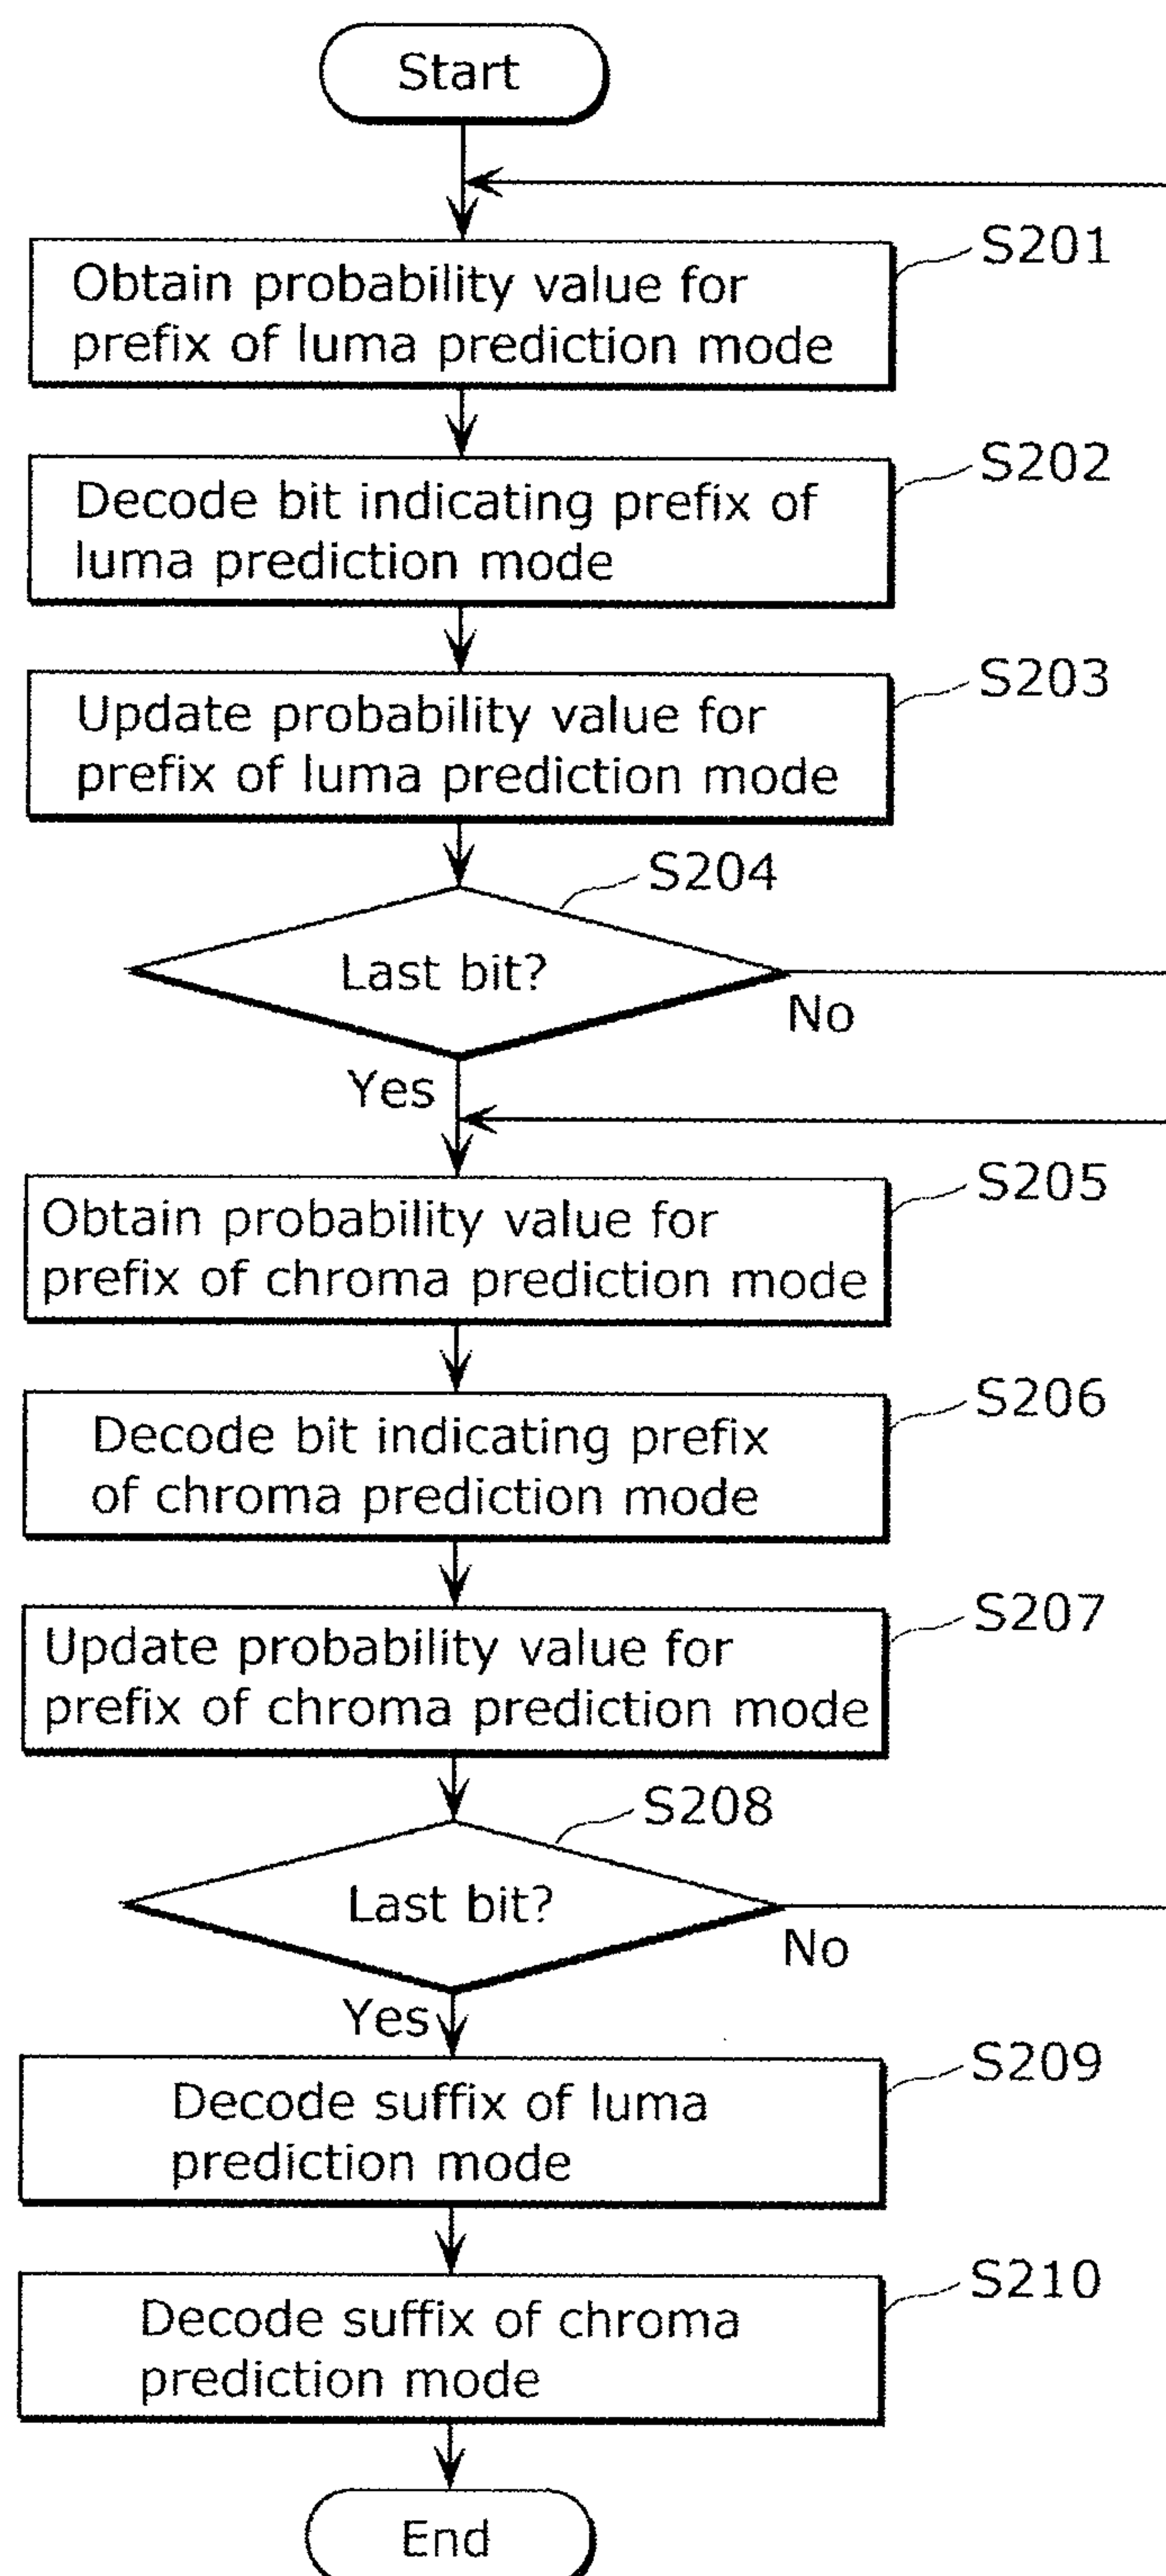 Start
S201
Obtain probability value for
prefix of luma prediction mode
S202
Decode bit indicating prefix of
luma prediction mode
S203
Update probability value for
prefix of luma prediction mode
S204
Last bit?
No
Yes
S205
Obtain probability value for
prefix of chroma prediction mode
S206
Decode bit indicating prefix
of chroma prediction mode
S207
Update probability value for
prefix of chroma prediction mode
S208
Last bit?
No
Yes
S209
Decode suffix of luma
prediction mode
S210
Decode suffix of chroma
prediction mode
End